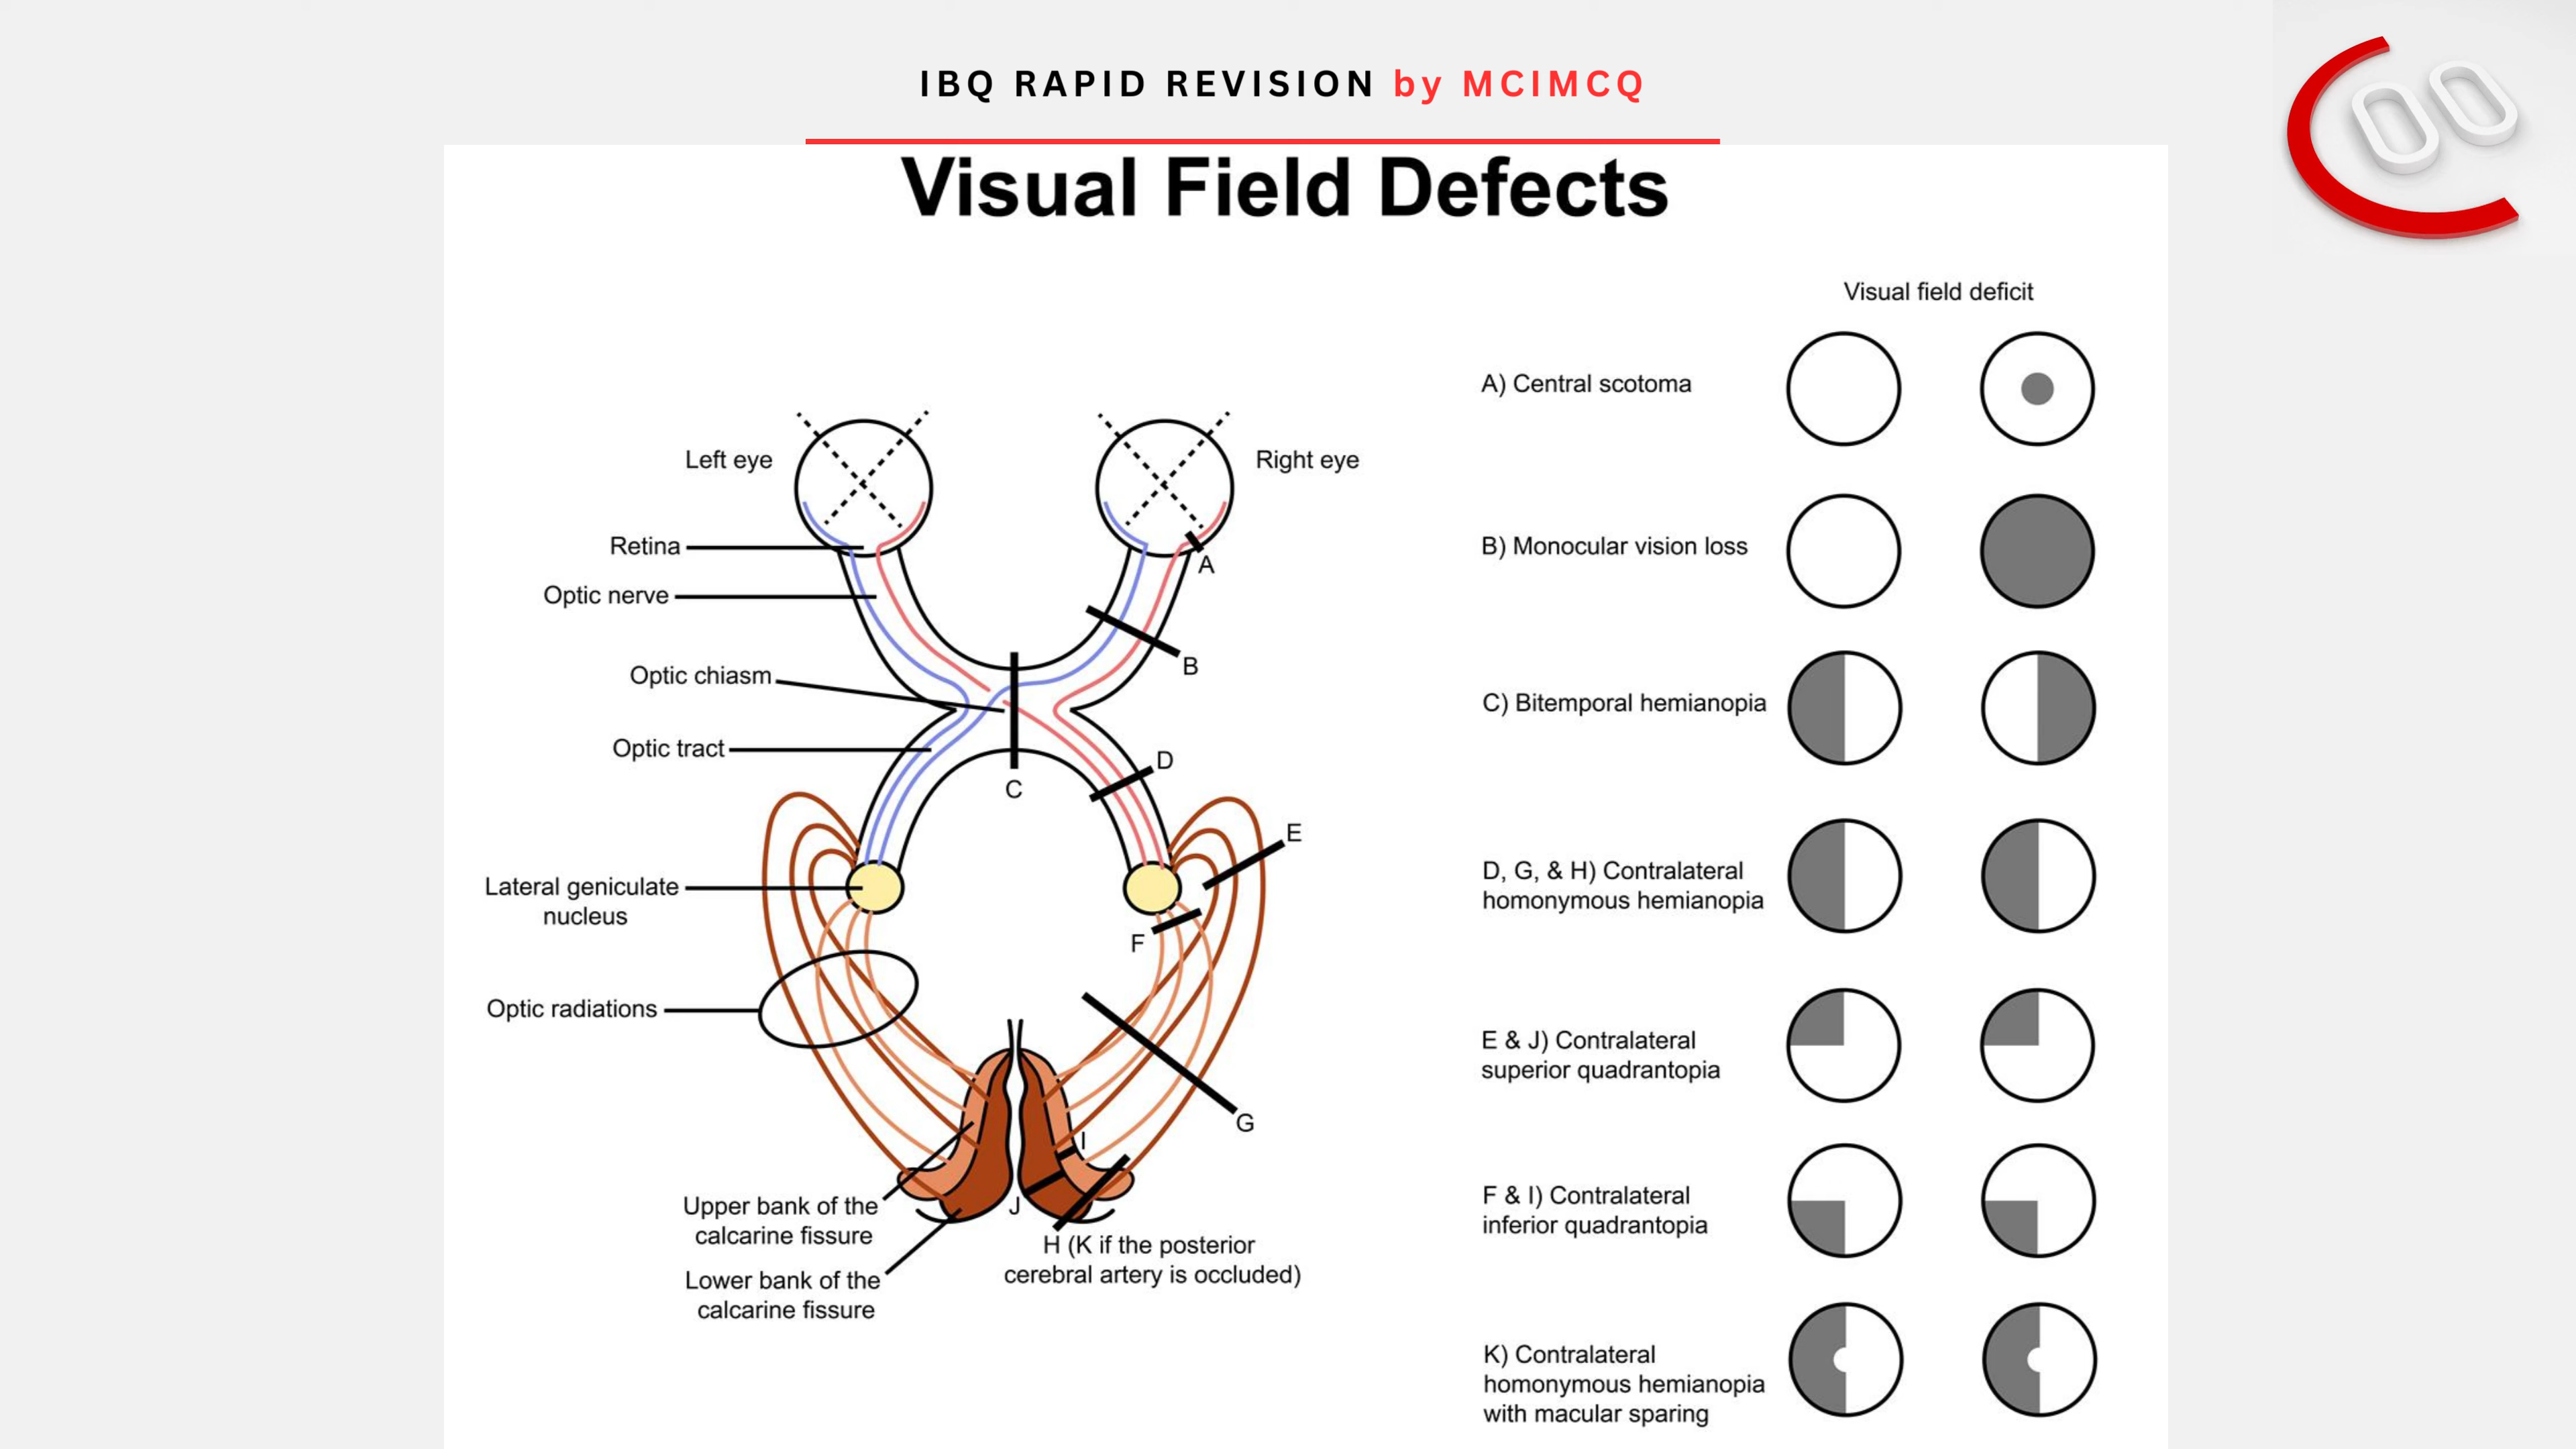 IBQ RAPID REVISION by MCIMCQ
Visual Field Defects
Left eye
Right eye
Retina
A
Optic nerve
B
Optic chiasm
Optic tract
D
C
E
Lateral geniculate
nucleus
F
Optic radiations
G
I
J
Upper bank of the
calcarine fissure
Lower bank of the
calcarine fissure
H (K if the posterior
cerebral artery is occluded)
Visual field deficit
A) Central scotoma
B) Monocular vision loss
C) Bitemporal hemianopia
D, G, & H) Contralateral
homonymous hemianopia
E & J) Contralateral
superior quadrantopia
F & I) Contralateral
inferior quadrantopia
K) Contralateral
homonymous hemianopia
with macular sparing